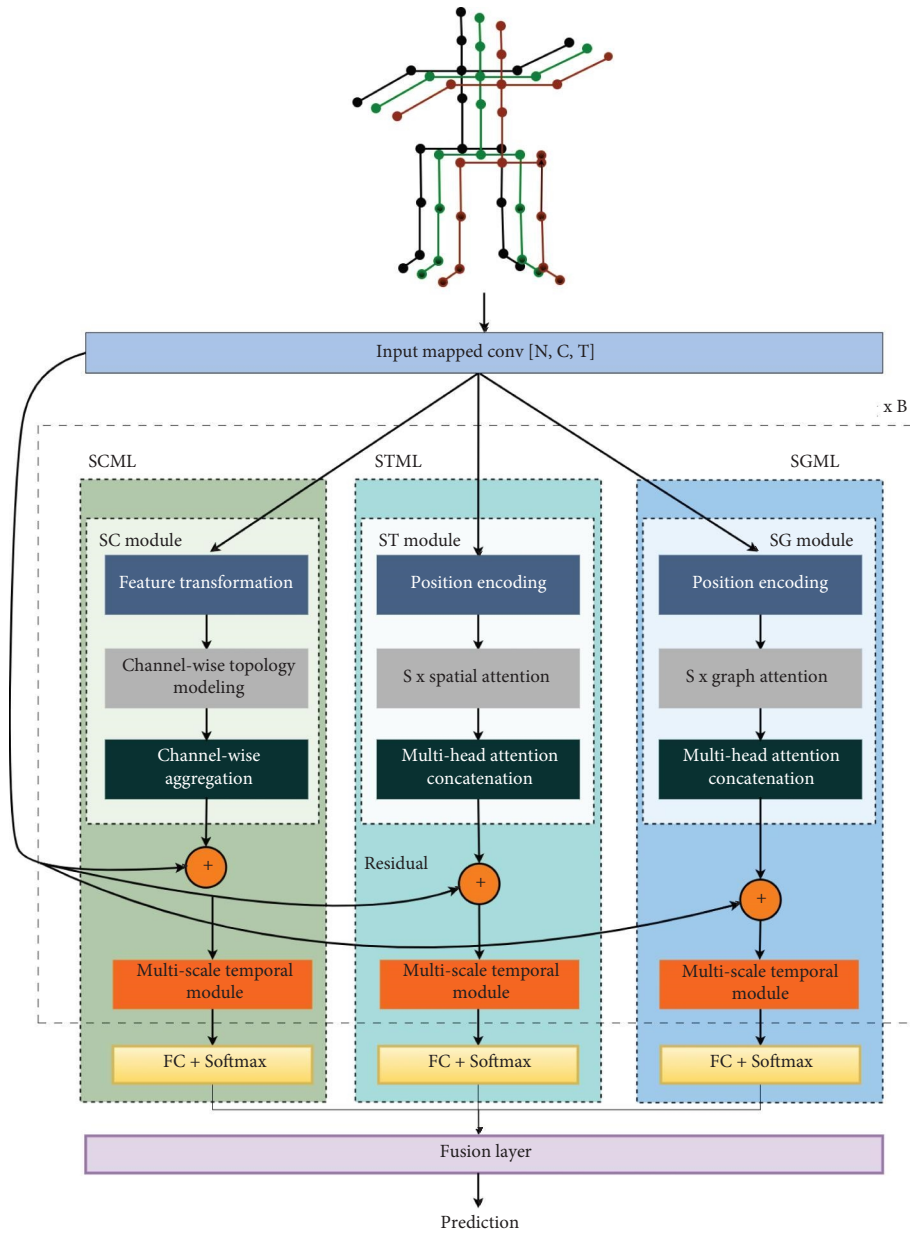 Input mapped conv [N, C, T]
x B
SCML
STML
SGML
SC module
ST module
SG module
Feature transformation
Position encoding
Position encoding
Channel-wise topology
modeling
S x spatial attention
S x graph attention
Channel-wise
aggregation
Multi-head attention
concatenation
Multi-head attention
concatenation
+
Residual
+
+
Multi-scale temporal
module
Multi-scale temporal
module
Multi-scale temporal
module
FC + Softmax
FC + Softmax
FC + Softmax
Fusion layer
Prediction